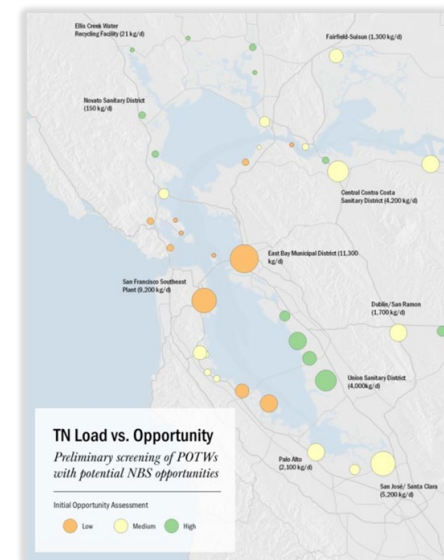 Ellis Creek Water
Recycling Facility (21 kg/d)
Fairfield-Suisun (1,300 kg/d)
Novato Sanitary District
(150 kg/d)
Central Contra Costa
Sanitary District (4,200 kg/d)
East Bay Municipal District (11,300
kg/d)
San Francisco Southeast
Plant (9,200 kg/d)
Dublin/San Ramon
(1,700 kg/d)
Union Sanitary District
(4,000kg/d)
TN Load vs. Opportunity
Preliminary screening of POTWs
with potential NBS opportunities
Initial Opportunity Assessment
Low
Medium
High
Palo Alto
(2,100 kg/d)
San José/ Santa Clara
(5,200 kg/d)